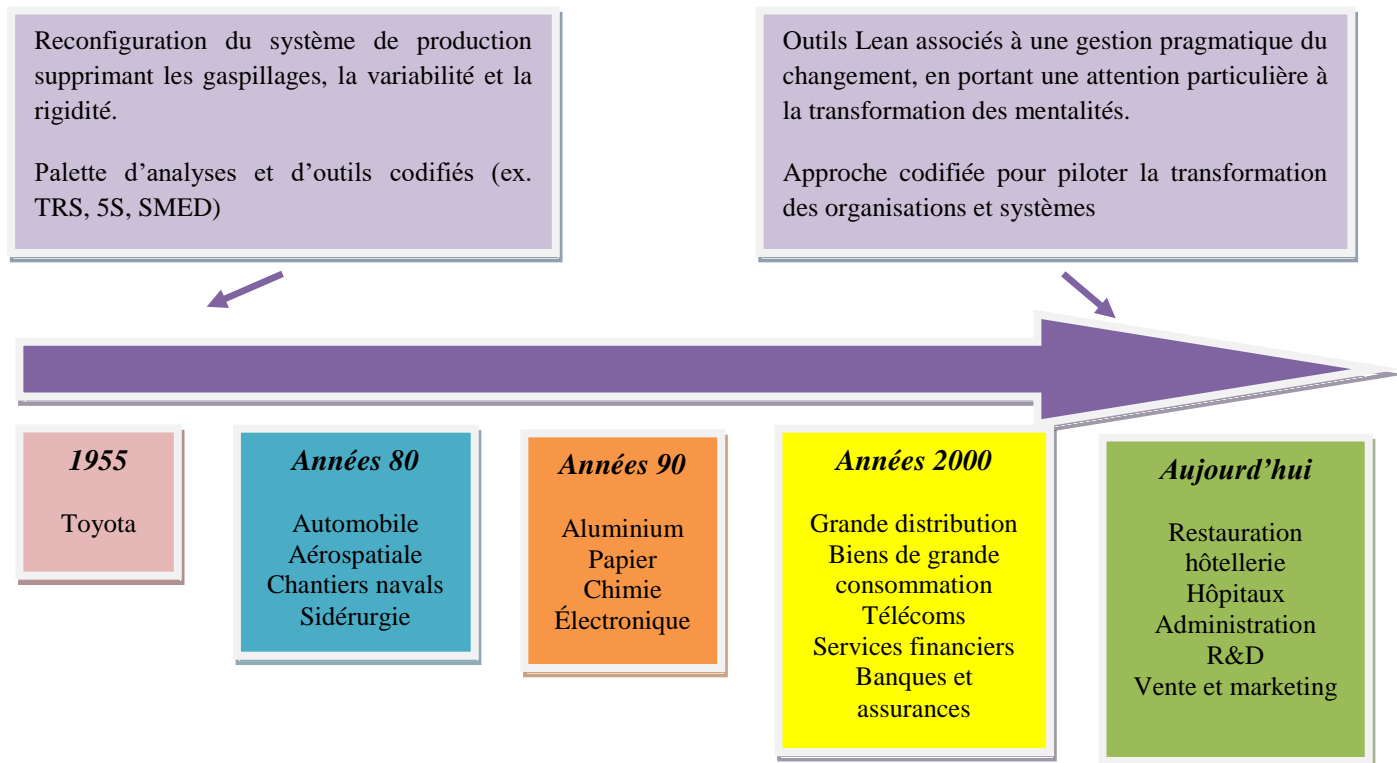 Reconfiguration du système de production
supprimant les gaspillages, la variabilité et la
rigidité.
Palette d'analyses et d'outils codifiés (ex.
TRS, 5S, SMED)
Outils Lean associés à une gestion pragmatique du
changement, en portant une attention particulière à
la transformation des mentalités.
Approche codifiée pour piloter la transformation
des organisations et systèmes
1955
Toyota
Années 80
Automobile
Aérospatiale
Chantiers navals
Sidérurgie
Années 90
Aluminium
Papier
Chimie
Électronique
Années 2000
Grande distribution
Biens de grande
consommation
Télécoms
Services financiers
Banques et
assurances
Aujourd'hui
Restauration
hôtellerie
Hôpitaux
Administration
R&D
Vente et marketing